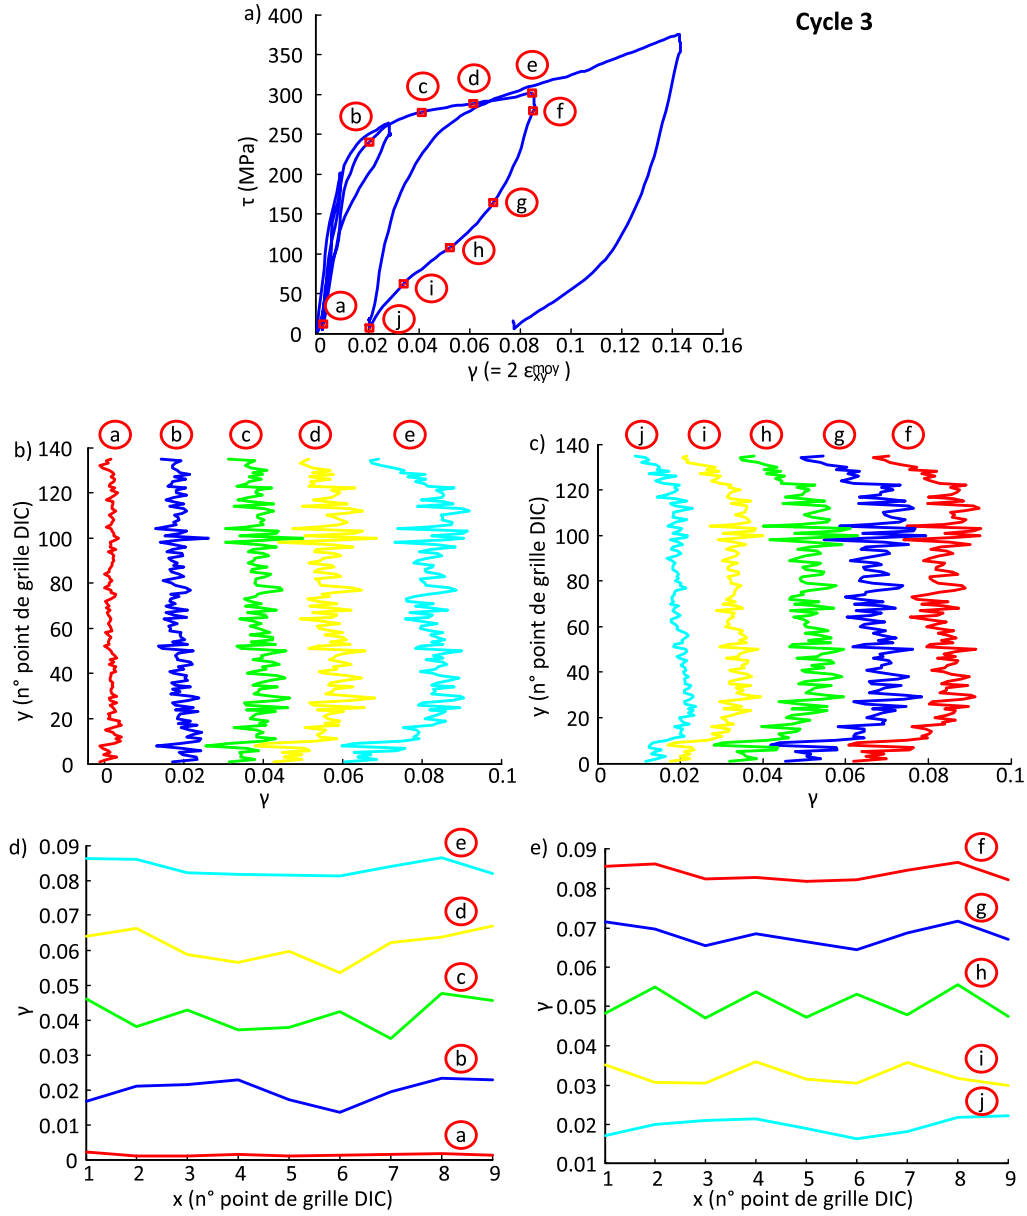 a)
Cycle 3
400
350
300
250
200
150
100
50
0
τ (MPa)
a
b
c
d
e
f
g
h
i
j
0 0.02 0.04 0.06 0.08 0.1 0.12 0.14 0.16
γ (= 2 ε_xy^moy )
b)
a b c d e
140
120
100
80
60
40
20
0
y (n° point de grille DIC)
0 0.02 0.04 0.06 0.08 0.1
γ
c)
j i h g f
140
120
100
80
60
40
20
0
y (n° point de grille DIC)
0 0.02 0.04 0.06 0.08 0.1
γ
d)
0.09
0.08
0.07
0.06
0.05
0.04
0.03
0.02
0.01
0
γ
e
d
c
b
a
1 2 3 4 5 6 7 8 9
x (n° point de grille DIC)
e)
0.09
0.08
0.07
0.06
0.05
0.04
0.03
0.02
0.01
γ
f
g
h
i
j
1 2 3 4 5 6 7 8 9
x (n° point de grille DIC)